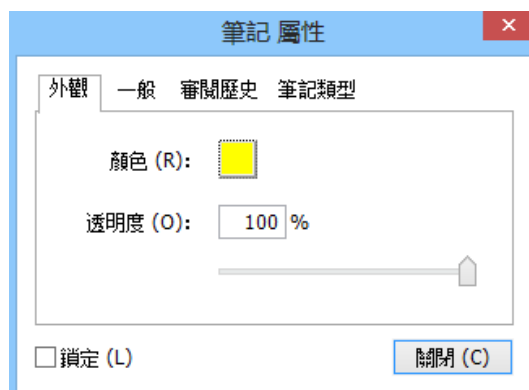 筆記 屬性
外觀 一般 審閱歷史 筆記類型
顏色 (R):
透明度 (O): 100 %
鎖定 (L) 關閉 (C)